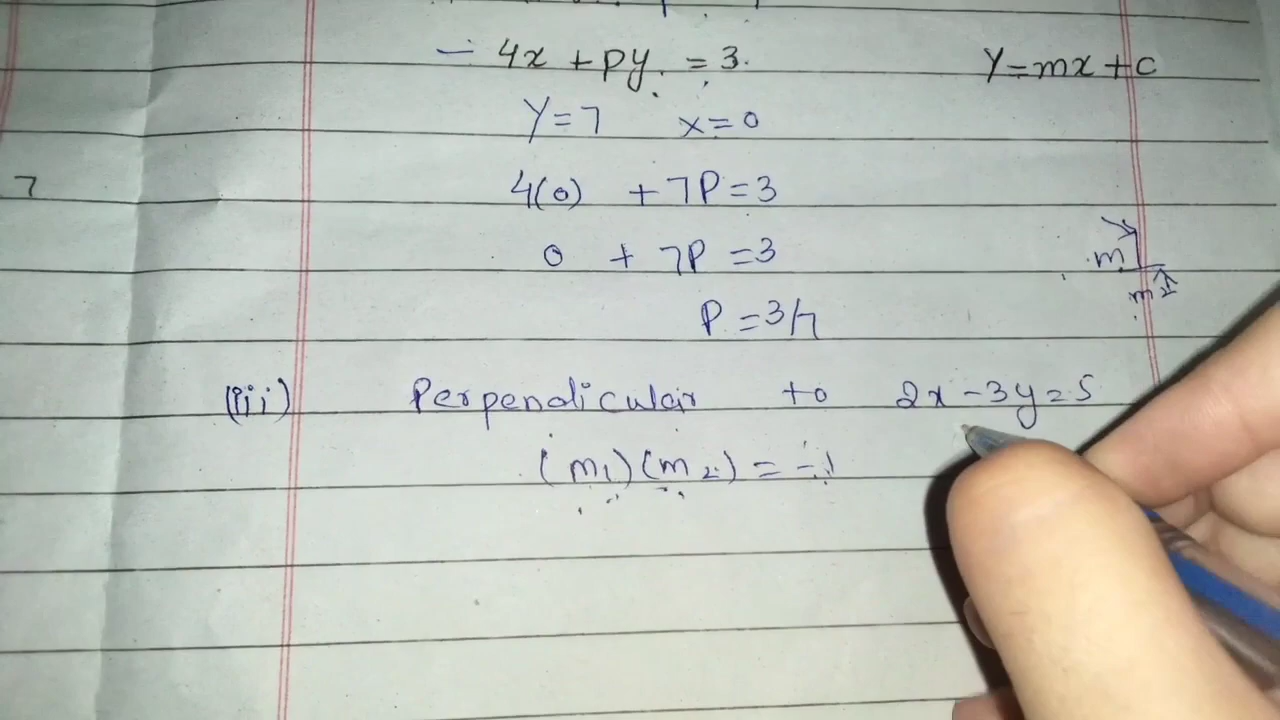 - 4x + py = 3. y = mx + c
y = 7 x = 0
7
4(0) + 7P = 3
0 + 7P = 3
m
P = 3/7
(iii) Perpendicular to 2x - 3y = 5
(m1)(m2) = -1